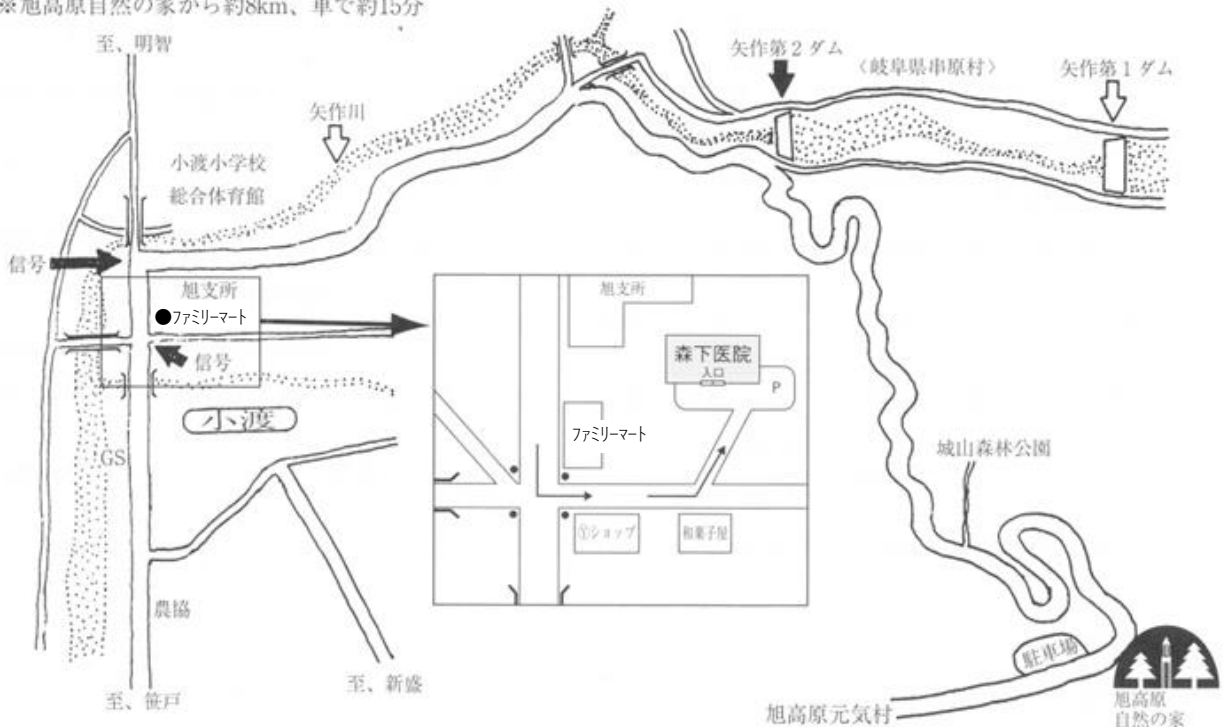 ※旭高原自然の家から約8km、車で約15分
至、明智
矢作第2ダム
〈岐阜県串原村〉
矢作第1ダム
矢作川
小渡小学校
総合体育館
信号
旭支所
●ファミリーマート
信号
小渡
GS
農協
至、笹戸
至、新盛
旭支所
森下医院
入口
P
ファミリーマート
Ⓨショップ
和菓子屋
城山森林公園
駐車場
旭高原元気村
旭高原
自然の家